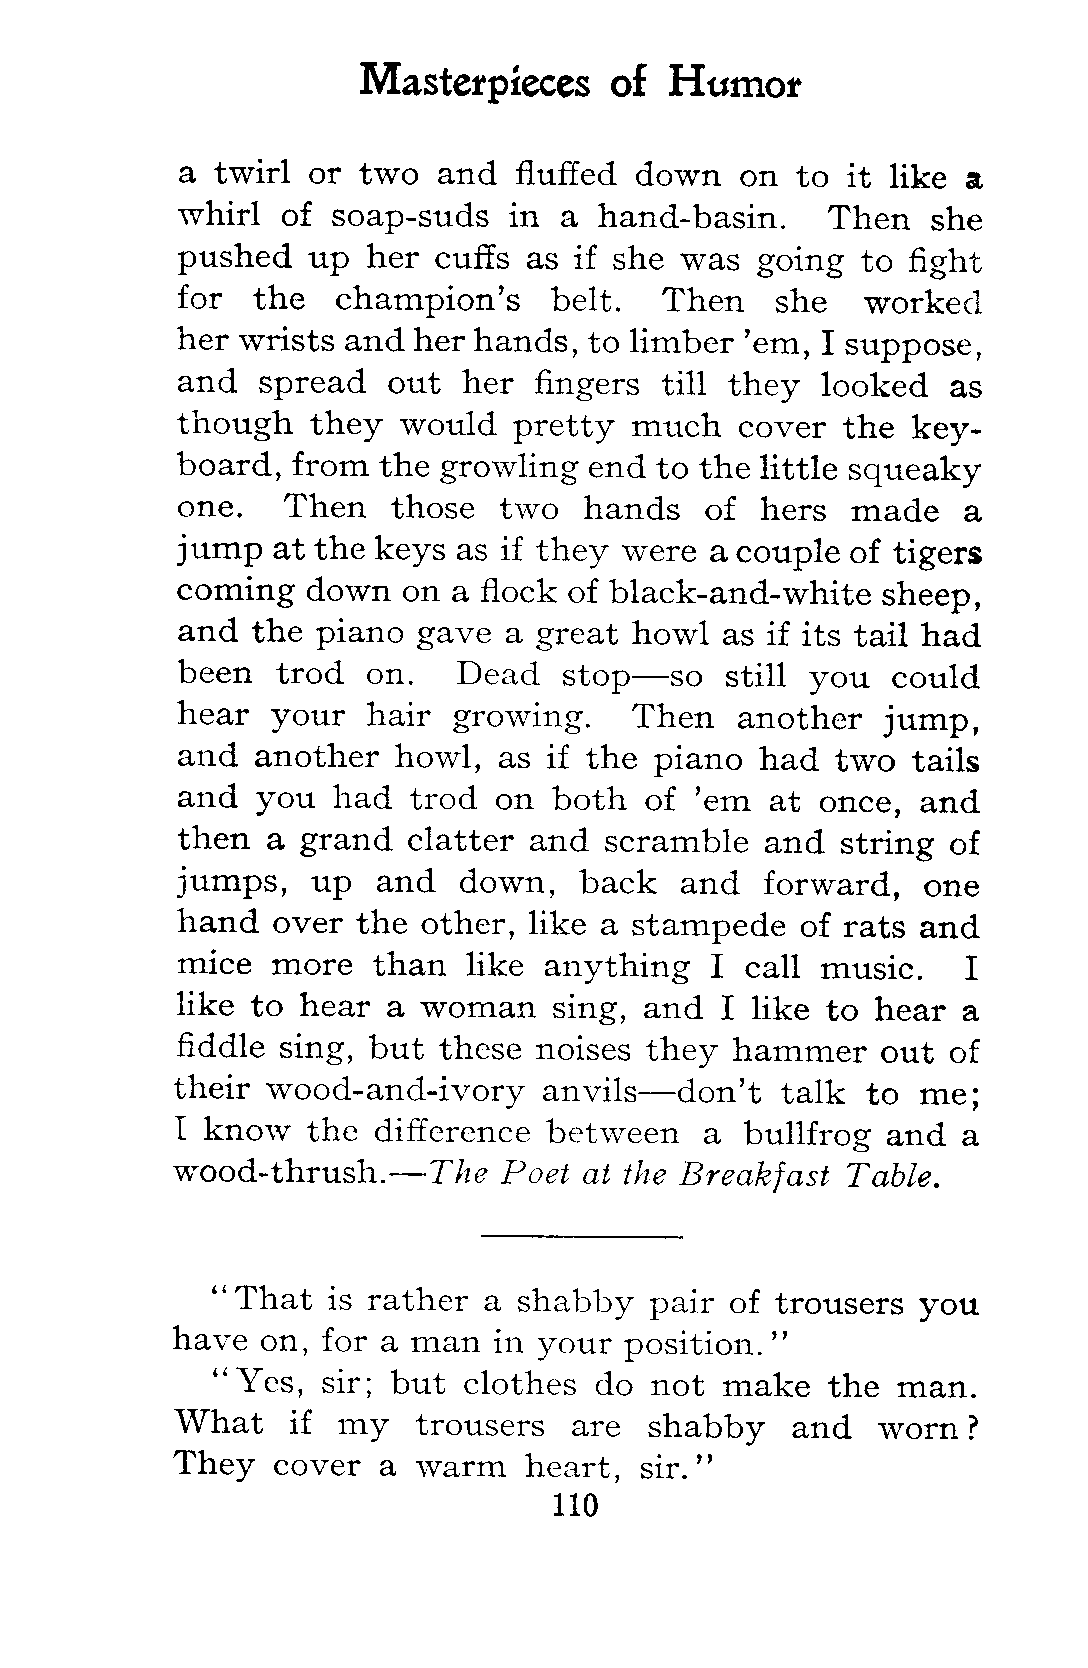 Masterpieces of Humor
a twirl or two and fluffed down on to it like a
whirl of soap-suds in a hand-basin. Then she
pushed up her cuffs as if she was going to fight
for the champion's belt. Then she worked
her wrists and her hands, to limber 'em, I suppose,
and spread out her fingers till they looked as
though they would pretty much cover the key-
board, from the growling end to the little squeaky
one. Then those two hands of hers made a
jump at the keys as if they were a couple of tigers
coming down on a flock of black-and-white sheep,
and the piano gave a great howl as if its tail had
been trod on. Dead stop—so still you could
hear your hair growing. Then another jump,
and another howl, as if the piano had two tails
and you had trod on both of 'em at once, and
then a grand clatter and scramble and string of
jumps, up and down, back and forward, one
hand over the other, like a stampede of rats and
mice more than like anything I call music. I
like to hear a woman sing, and I like to hear a
fiddle sing, but these noises they hammer out of
their wood-and-ivory anvils—don't talk to me;
I know the difference between a bullfrog and a
wood-thrush.—The Poet at the Breakfast Table.
"That is rather a shabby pair of trousers you
have on, for a man in your position."
"Yes, sir; but clothes do not make the man.
What if my trousers are shabby and worn?
They cover a warm heart, sir."
110